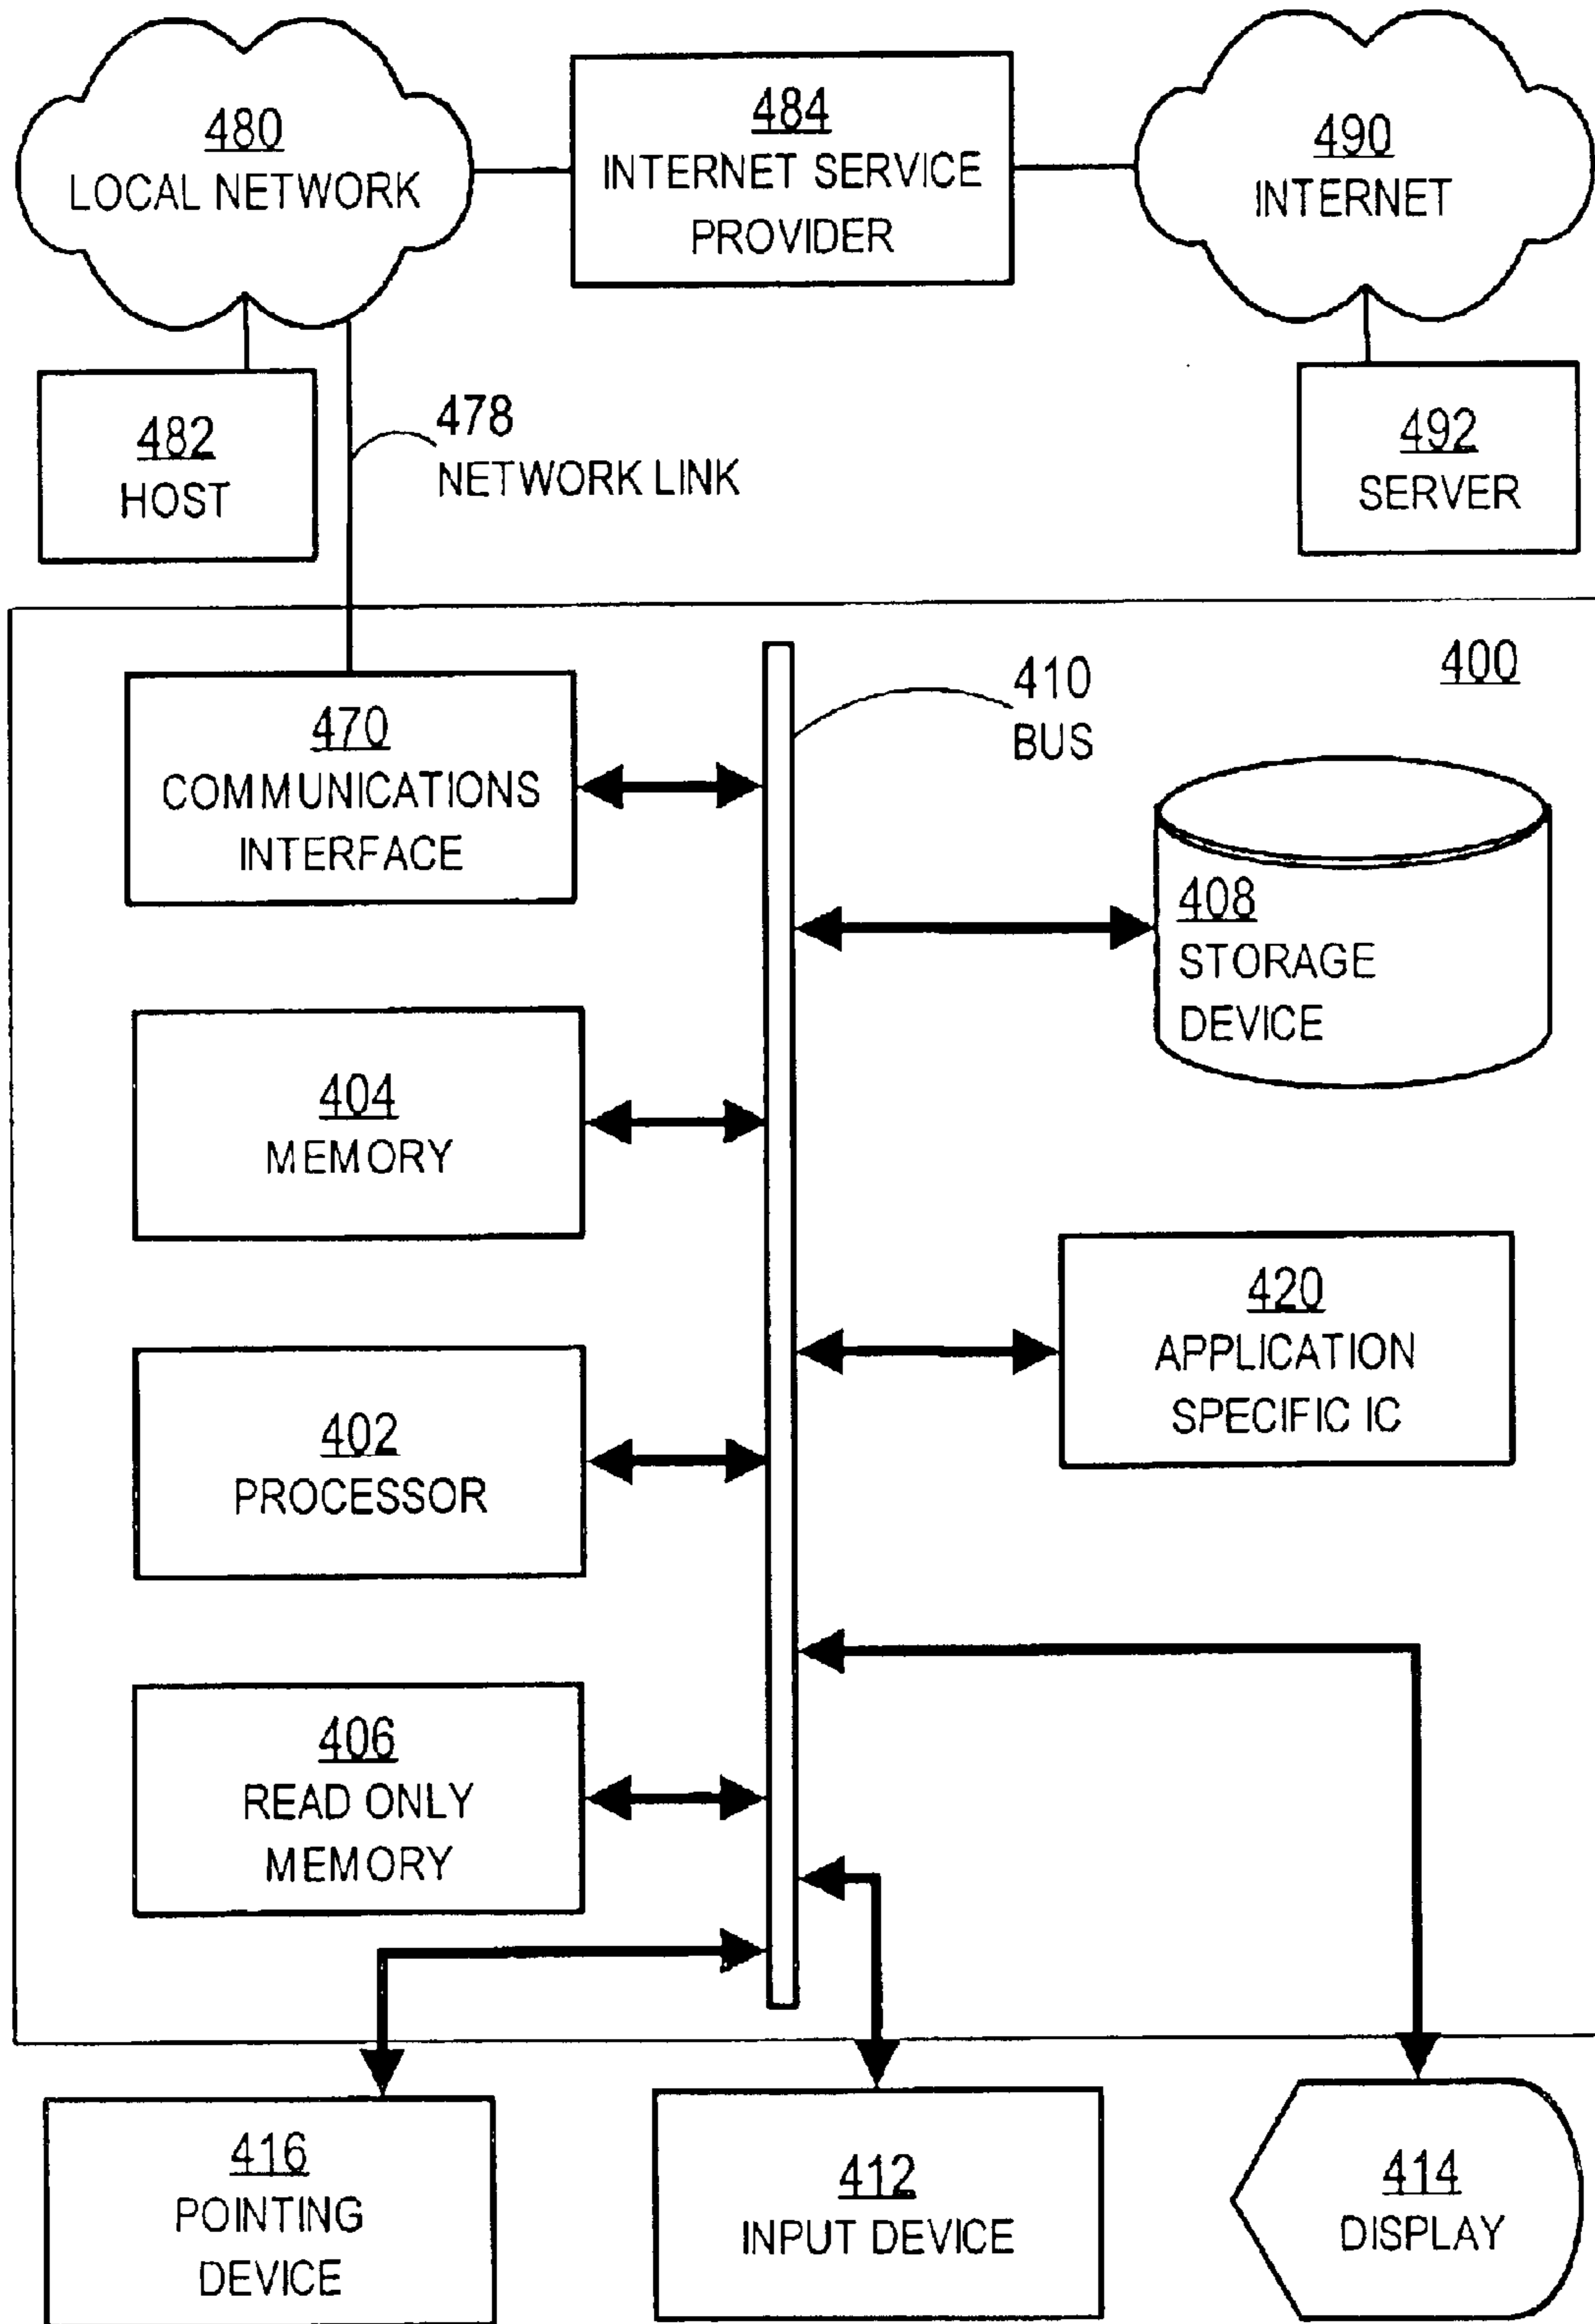 480
LOCAL NETWORK
484
INTERNET SERVICE
PROVIDER
490
INTERNET
482
HOST
478
NETWORK LINK
492
SERVER
400
470
COMMUNICATIONS
INTERFACE
410
BUS
408
STORAGE
DEVICE
404
MEMORY
420
APPLICATION
SPECIFIC IC
402
PROCESSOR
406
READ ONLY
MEMORY
416
POINTING
DEVICE
412
INPUT DEVICE
414
DISPLAY